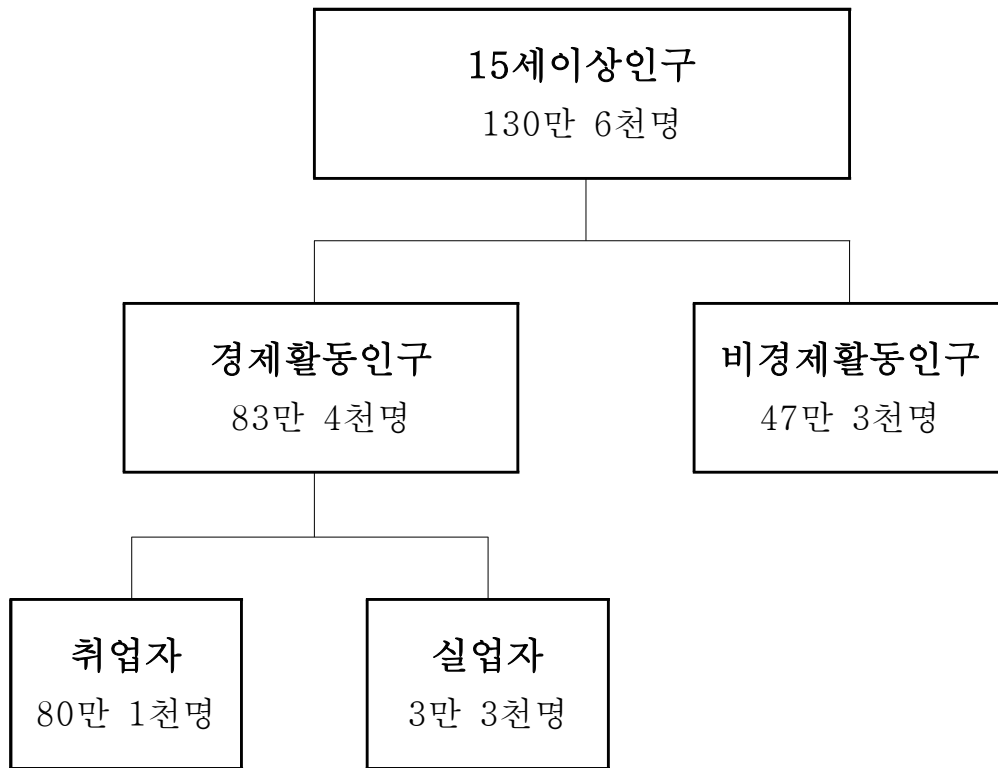 15세이상인구
130만 6천명
경제활동인구
83만 4천명
비경제활동인구
47만 3천명
취업자
80만 1천명
실업자
3만 3천명